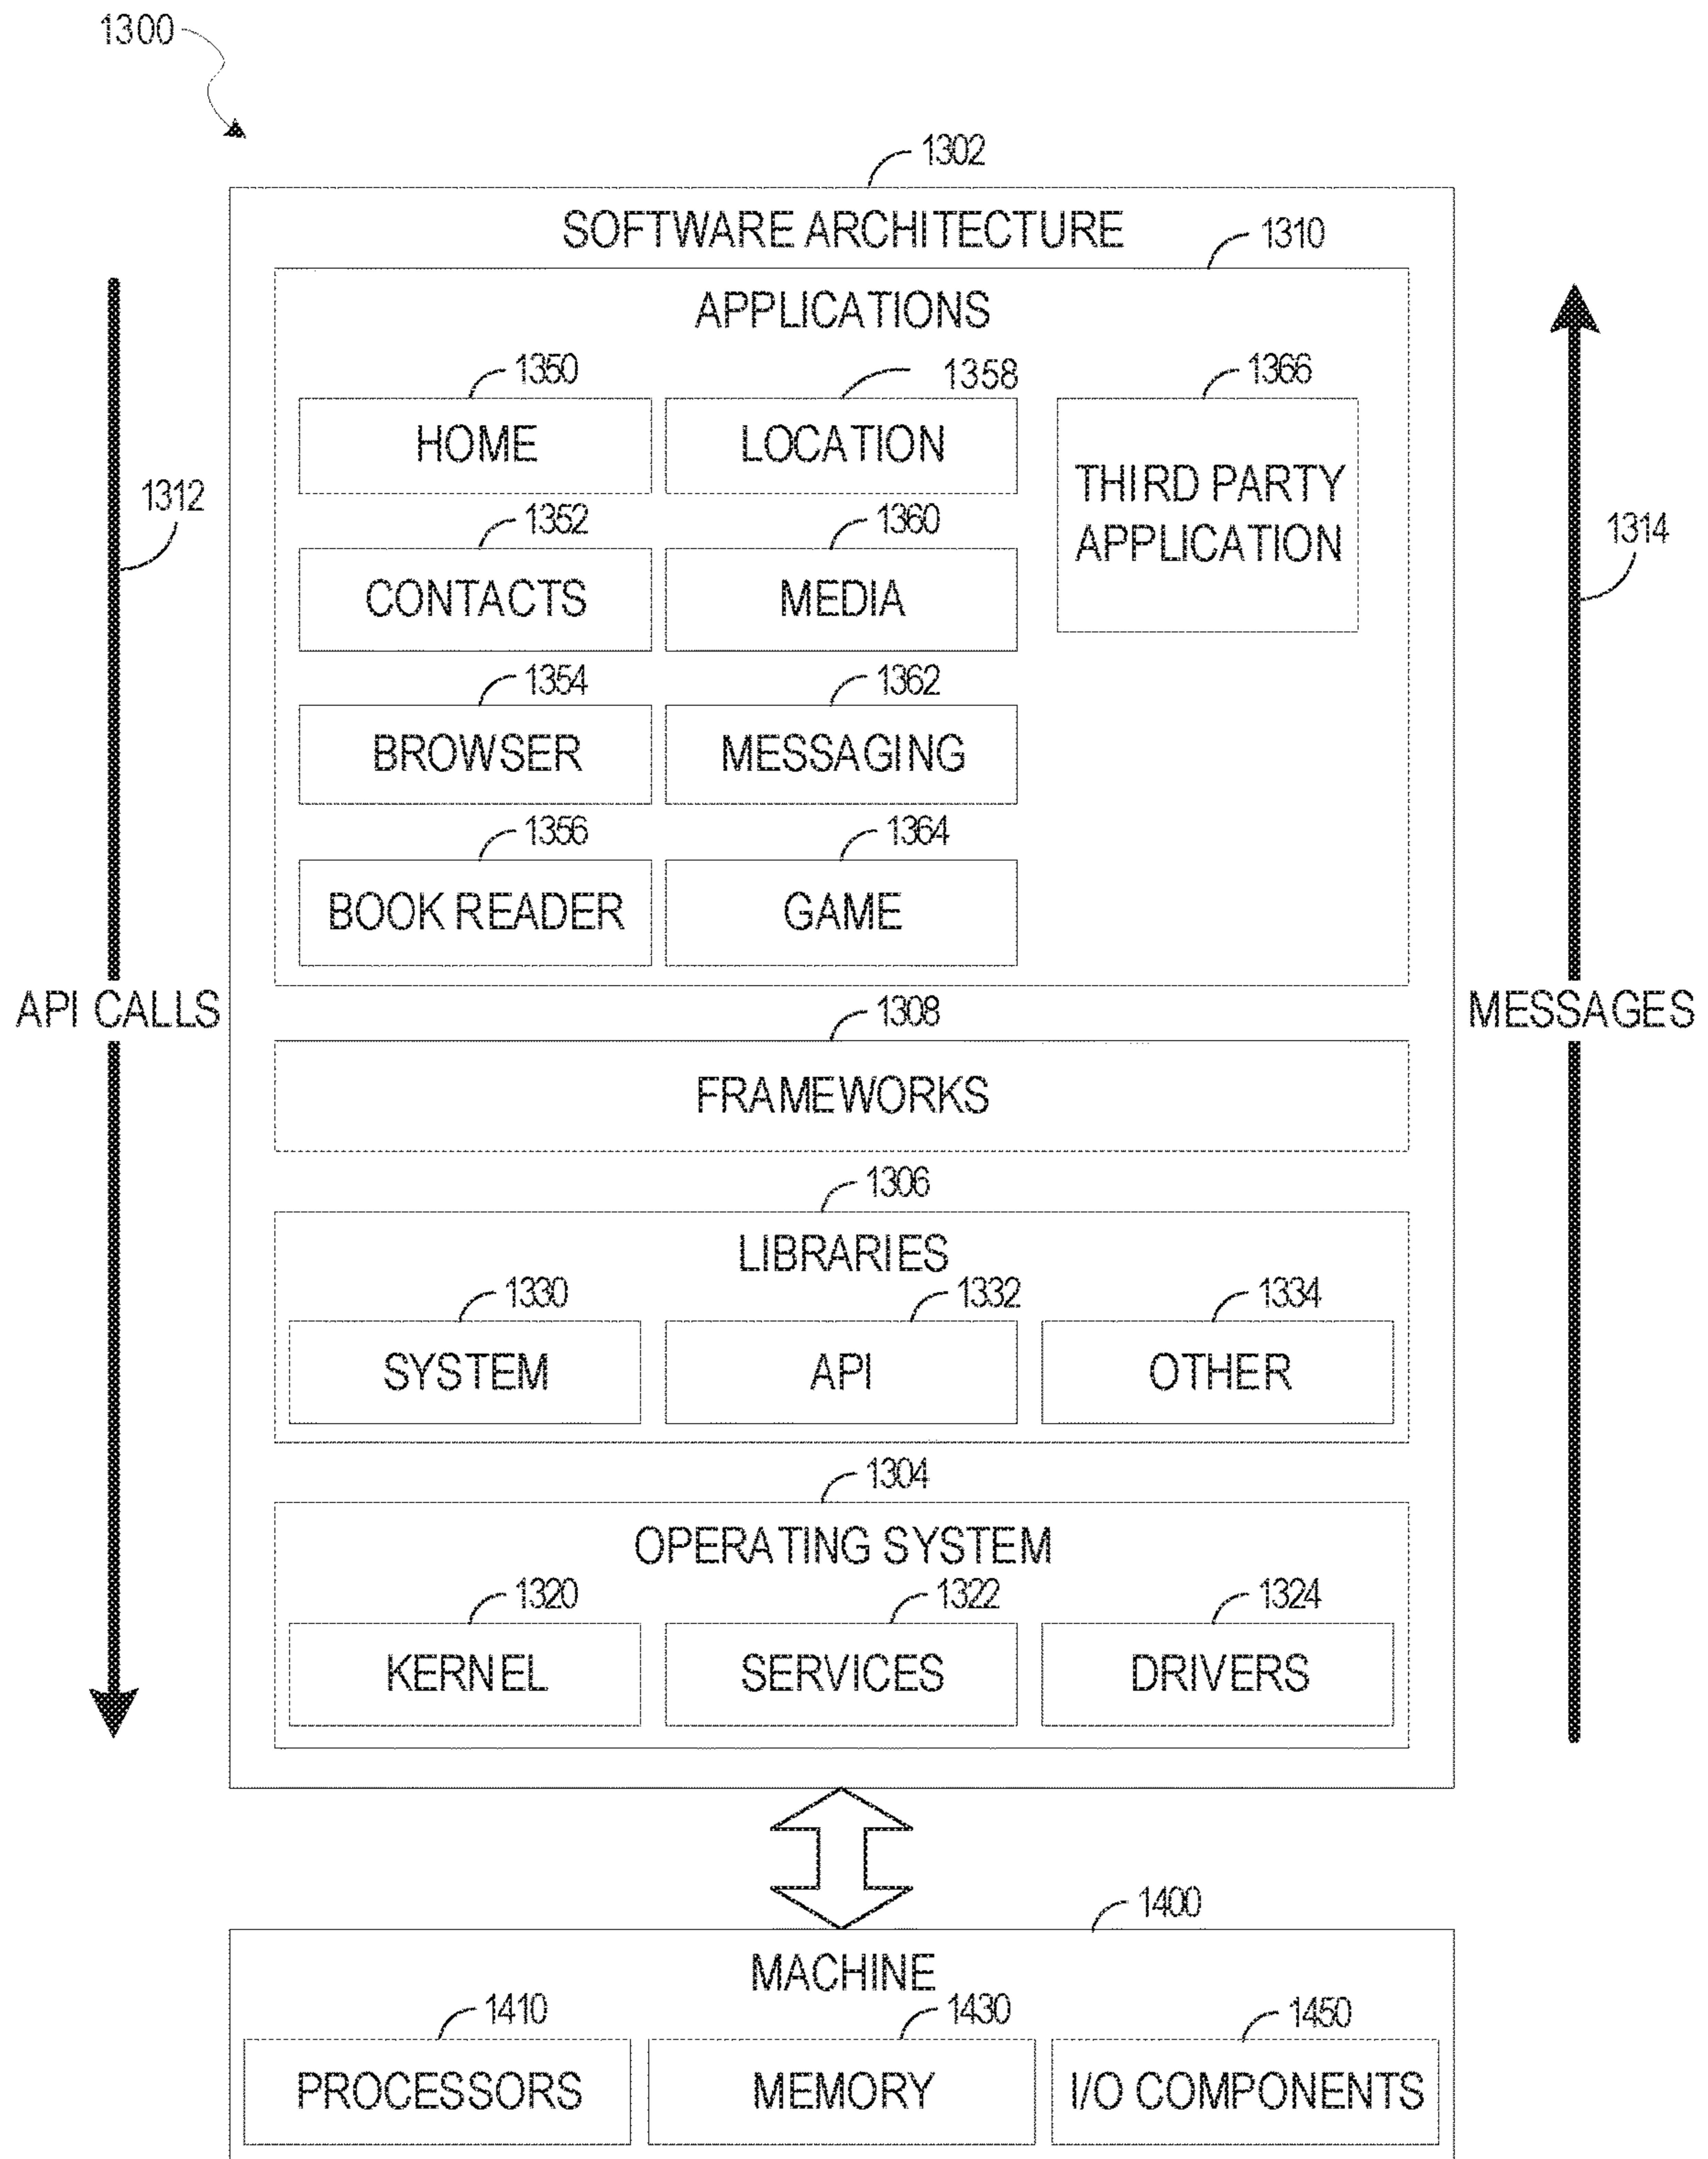 1300
1302
SOFTWARE ARCHITECTURE
1310
APPLICATIONS
1350
1358
1366
HOME
LOCATION
THIRD PARTY
APPLICATION
1312
1314
1352
1360
CONTACTS
MEDIA
1354
1362
BROWSER
MESSAGING
1356
1364
BOOK READER
GAME
API CALLS
MESSAGES
1308
FRAMEWORKS
1306
LIBRARIES
1330
1332
1334
SYSTEM
API
OTHER
1304
OPERATING SYSTEM
1320
1322
1324
KERNEL
SERVICES
DRIVERS
1400
MACHINE
1410
1430
1450
PROCESSORS
MEMORY
I/O COMPONENTS